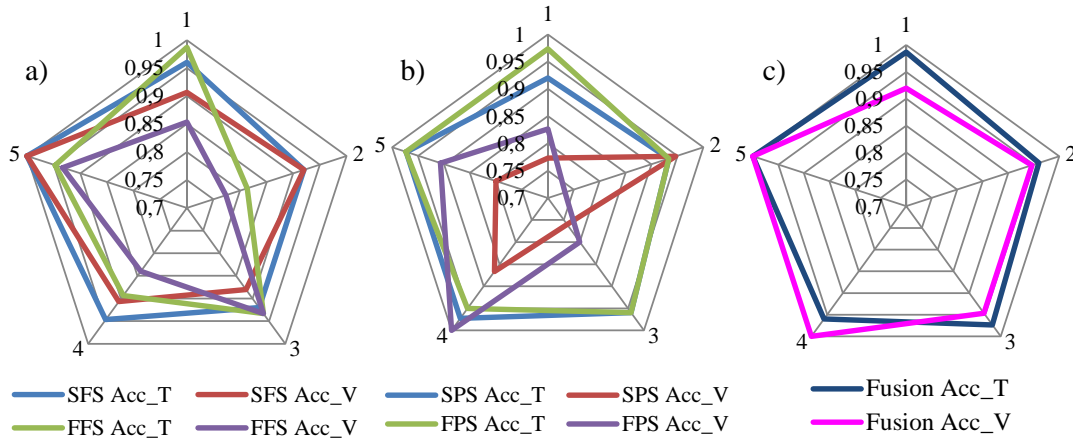 a)
1
1
0,95
0,9
0,85
0,8
0,75
0,7
2
3
4
5
SFS Acc_T
SFS Acc_V
FFS Acc_T
FFS Acc_V
b)
1
1
0,95
0,9
0,85
0,8
0,75
0,7
2
3
4
5
SPS Acc_T
SPS Acc_V
FPS Acc_T
FPS Acc_V
c)
1
1
0,95
0,9
0,85
0,8
0,75
0,7
2
3
4
5
Fusion Acc_T
Fusion Acc_V